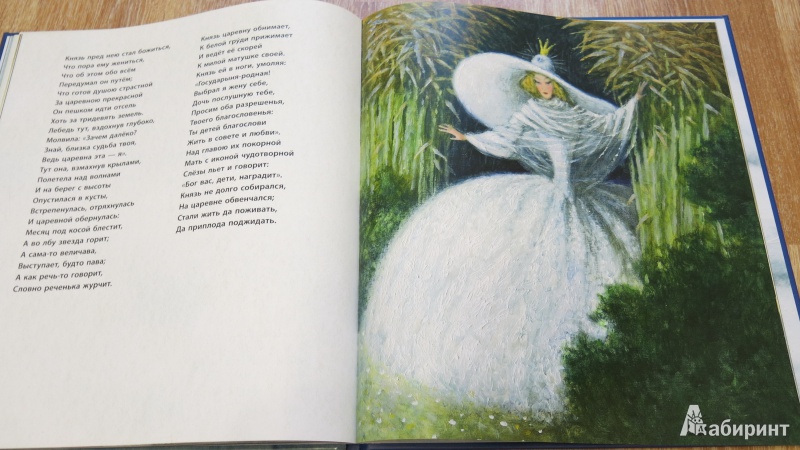 Князь пред нею стал божиться,
Что пора ему жениться,
Что об этом обо всём
Передумал он путём;
Что готов душою страстной
За царевною прекрасной
Он пешком идти отсель
Хоть за тридевять земель.
Лебедь тут, вздохнув глубоко,
Молвила: «Зачем далёко?
Знай, близка судьба твоя,
Ведь царевна эта — я».
Тут она, взмахнув крылами,
Полетела над волнами
И на берег с высоты
Опустилася в кусты,
Встрепенулась, отряхнулась
И царевной обернулась:
Месяц под косой блестит,
А во лбу звезда горит;
А сама-то величава,
Выступает, будто пава;
А как речь-то говорит,
Словно реченька журчит.
Князь царевну обнимает,
К белой груди прижимает
И ведёт её скорей
К милой матушке своей.
Князь ей в ноги, умоляя:
«Государыня-родная!
Выбрал я жену себе,
Дочь послушную тебе,
Просим оба разрешенья,
Твоего благословенья:
Ты детей благослови
Жить в совете и любви».
Над главою их покорной
Мать с иконой чудотворной
Слёзы льет и говорит:
«Бог вас, дети, наградит».
Князь не долго собирался,
На царевне обвенчался;
Стали жить да поживать,
Да приплода поджидать.
Лабиринт